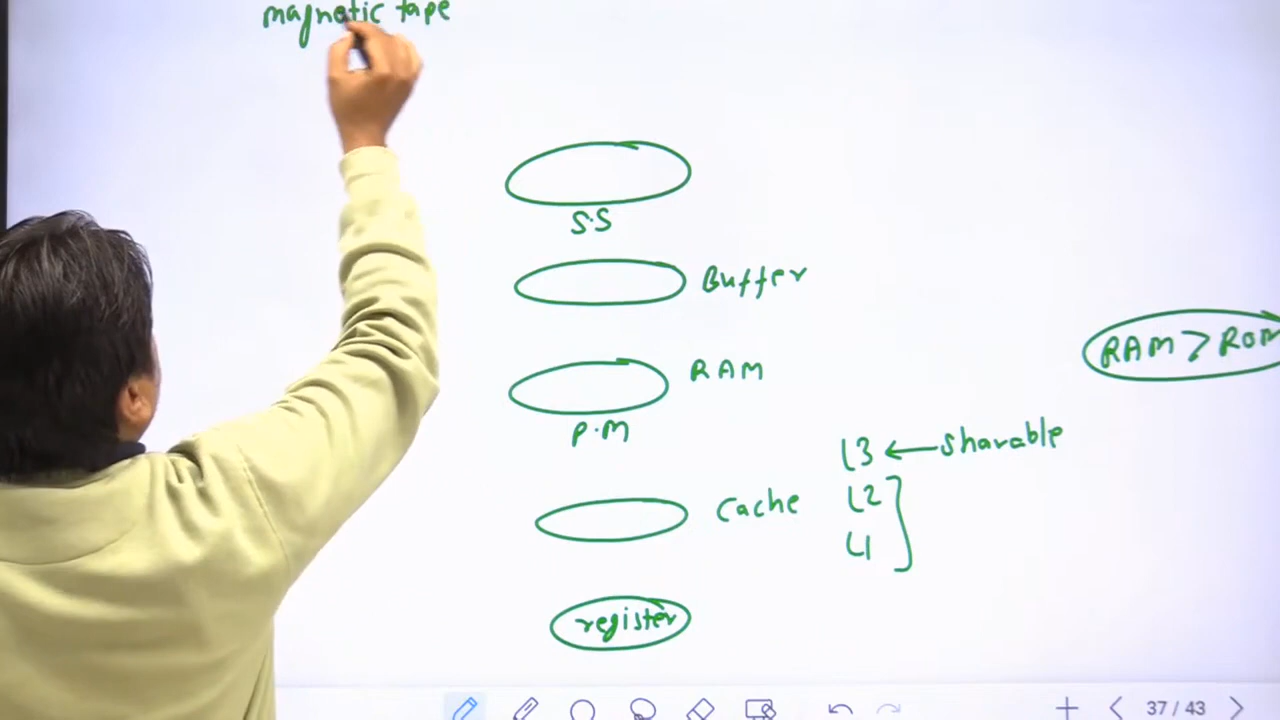 magnetic tape
S.S
Buffer
RAM
P.M
RAM > ROM
L3 ← Sharable
L2
L1
Cache
register
37 / 43